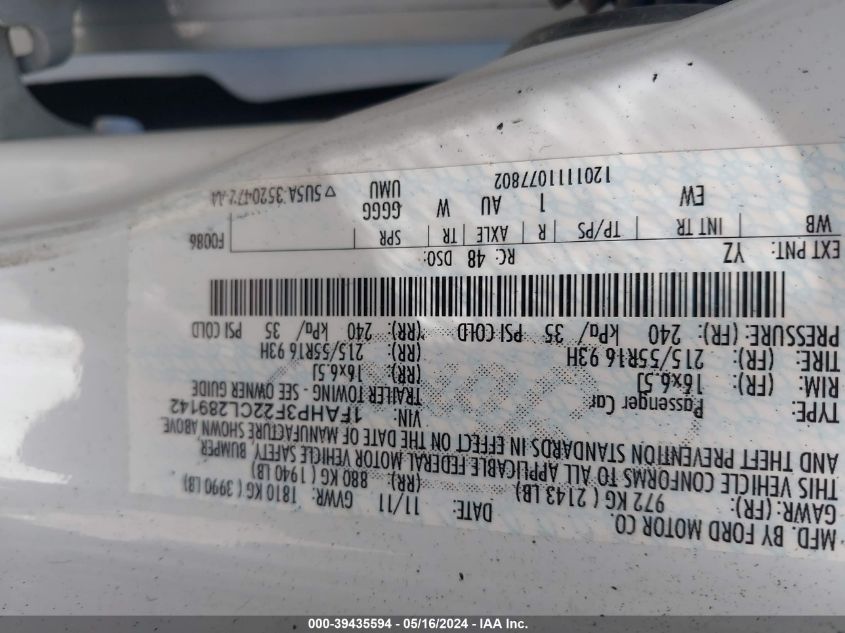 MFD. BY FORD MOTOR CO.
DATE: 11/11 GVWR: 1810 KG ( 3990 LB)
GAWR: (FR): 972 KG ( 2143 LB) (RR): 880 KG ( 1940 LB)
THIS VEHICLE CONFORMS TO ALL APPLICABLE FEDERAL MOTOR VEHICLE SAFETY, BUMPER,
AND THEFT PREVENTION STANDARDS IN EFFECT ON THE DATE OF MANUFACTURE SHOWN ABOVE.
VIN: 1FAHP3F22CL289142
TYPE: Passenger Car TRAILER TOWING - SEE OWNER GUIDE
RIM: (FR): 16x6.5J (RR): 16x6.5J
TIRE: (FR): 215/55R16 93H (RR): 215/55R16 93H
PRESSURE: (FR): 240 kPa/ 35 PSI COLD (RR): 240 kPa/ 35 PSI COLD
EXT PNT: YZ RC: 48 DSO: F0086
WB INT TR TP/PS R AXLE TR SPR
EW 1 AU W GGGG UMU
1201111077802 5U5A-3520472-AA
000-39435594 - 05/16/2024 - IAA Inc.